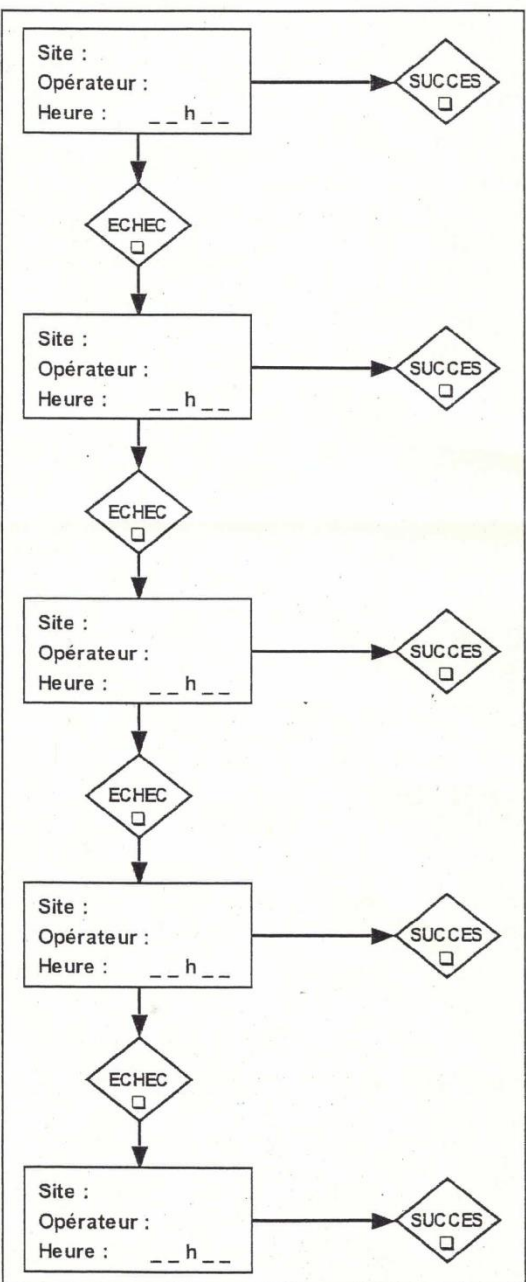 Site :
Opérateur :
Heure : _ _ h _ _
SUCCES
❏
ECHEC
❏
Site :
Opérateur :
Heure : _ _ h _ _
SUCCES
❏
ECHEC
❏
Site :
Opérateur :
Heure : _ _ h _ _
SUCCES
❏
ECHEC
❏
Site :
Opérateur :
Heure : _ _ h _ _
SUCCES
❏
ECHEC
❏
Site :
Opérateur :
Heure : _ _ h _ _
SUCCES
❏